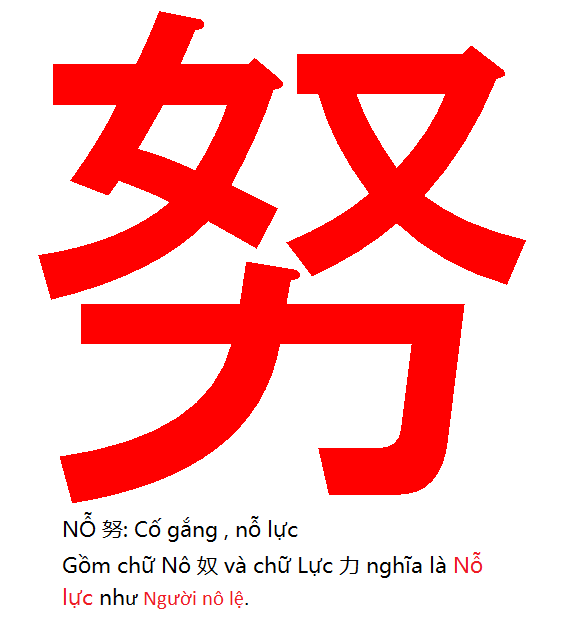 努
NỖ 努: Cố gắng , nỗ lực
Gồm chữ Nô 奴 và chữ Lực 力 nghĩa là Nỗ
lực như Người nô lệ.